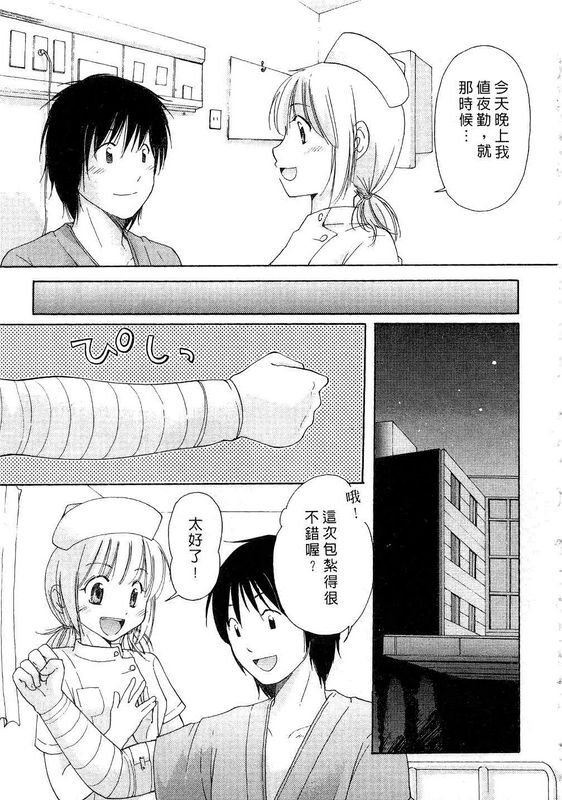 今天晚上我
值夜勤，就
那時候…
ぴしぃ
哦！
這次包紮得很
不錯喔？
太好了！